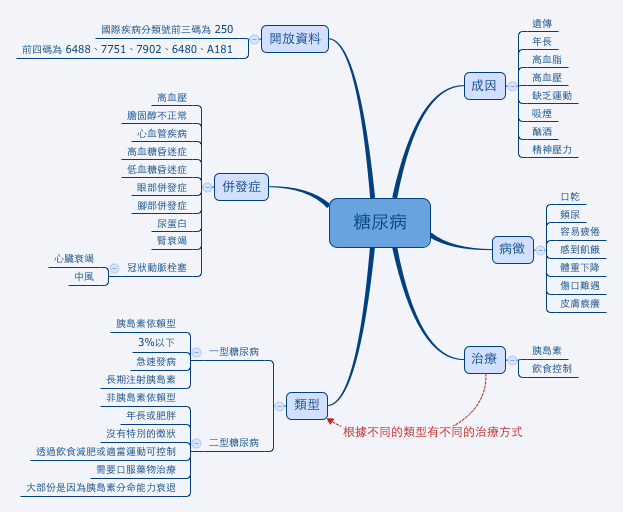 糖尿病
開放資料
國際疾病分類號前三碼為 250
前四碼為 6488、7751、7902、6480、A181
併發症
高血壓
膽固醇不正常
心血管疾病
高血糖昏迷症
低血糖昏迷症
眼部併發症
腳部併發症
尿蛋白
腎衰竭
冠狀動脈栓塞
心臟衰竭
中風
類型
一型糖尿病
胰島素依賴型
3%以下
急速發病
長期注射胰島素
二型糖尿病
非胰島素依賴型
年長或肥胖
沒有特別的徵狀
透過飲食減肥或適當運動可控制
需要口服藥物治療
大部份是因為胰島素分命能力衰退
成因
遺傳
年長
高血脂
高血壓
缺乏運動
吸煙
酗酒
精神壓力
病徵
口乾
頻尿
容易疲倦
感到飢餓
體重下降
傷口難遇
皮膚痕癢
治療
胰島素
飲食控制
根據不同的類型有不同的治療方式